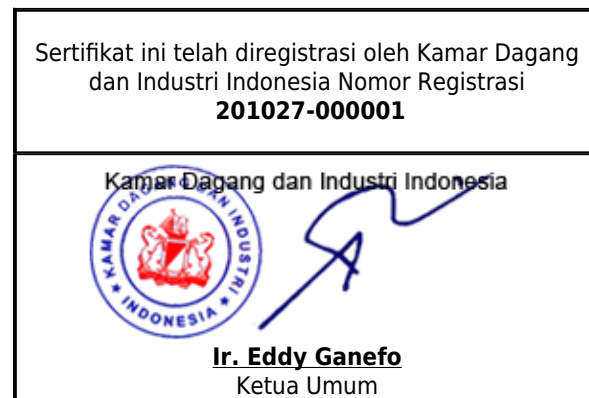 Sertifikat ini telah diregistrasi oleh Kamar Dagang
dan Industri Indonesia Nomor Registrasi
201027-000001
Kamar Dagang dan Industri Indonesia
KAMAR DAGANG DAN INDUSTRI
INDONESIA
Ir. Eddy Ganefo
Ketua Umum